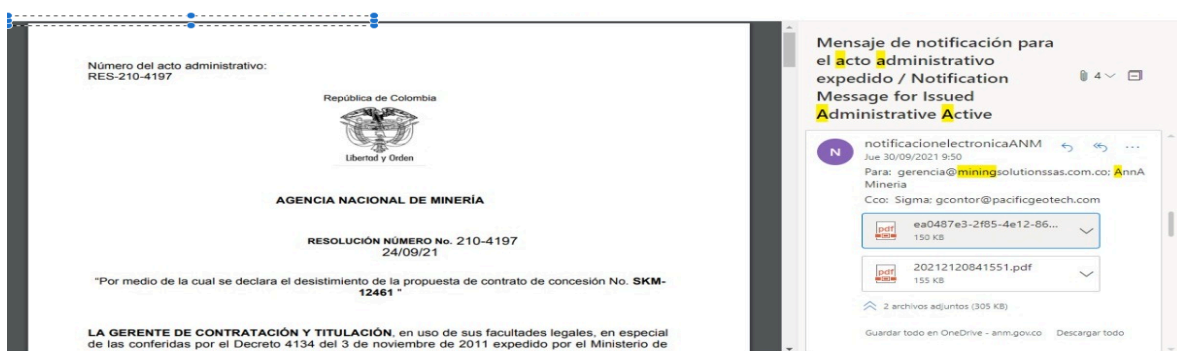 Número del acto administrativo:
RES-210-4197
República de Colombia
Libertad y Orden
AGENCIA NACIONAL DE MINERÍA
RESOLUCIÓN NÚMERO No. 210-4197
24/09/21
"Por medio de la cual se declara el desistimiento de la propuesta de contrato de concesión No. SKM-
12461 "
LA GERENTE DE CONTRATACIÓN Y TITULACIÓN, en uso de sus facultades legales, en especial
de las conferidas por el Decreto 4134 del 3 de noviembre de 2011 expedido por el Ministerio de
Mensaje de notificación para
el acto administrativo
expedido / Notification
Message for Issued
Administrative Active
4
N
notificacionelectronicaANM
Jue 30/09/2021 9:50
Para: gerencia@miningsolutionssas.com.co; AnnA
Mineria
Cco: Sigma; gcontor@pacificgeotech.com
pdf
ea0487e3-2f85-4e12-86...
150 KB
pdf
20212120841551.pdf
155 KB
2 archivos adjuntos (305 KB)
Guardar todo en OneDrive - anm.gov.co Descargar todo